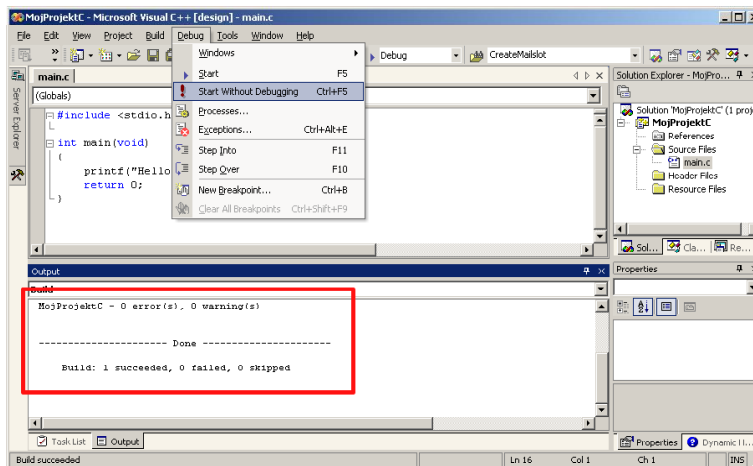 MojProjektC - Microsoft Visual C++ [design] - main.c
File Edit View Project Build Debug Tools Window Help
Debug CreateMailslot
Windows
Start F5
Start Without Debugging Ctrl+F5
Processes...
Exceptions... Ctrl+Alt+E
Step Into F11
Step Over F10
New Breakpoint... Ctrl+B
Clear All Breakpoints Ctrl+Shift+F9
Server Explorer
main.c
(Globals)
#include <stdio.h
int main(void)
{
printf("Hello
return 0;
}
Solution Explorer - MojPro...
Solution 'MojProjektC' (1 proj
MojProjektC
References
Source Files
main.c
Header Files
Resource Files
Sol... Cla... Re...
Output
Build
MojProjektC - 0 error(s), 0 warning(s)
---------------------- Done ----------------------
Build: 1 succeeded, 0 failed, 0 skipped
Properties
Task List Output
Properties Dynamic H...
Build succeeded Ln 16 Col 1 Ch 1 INS